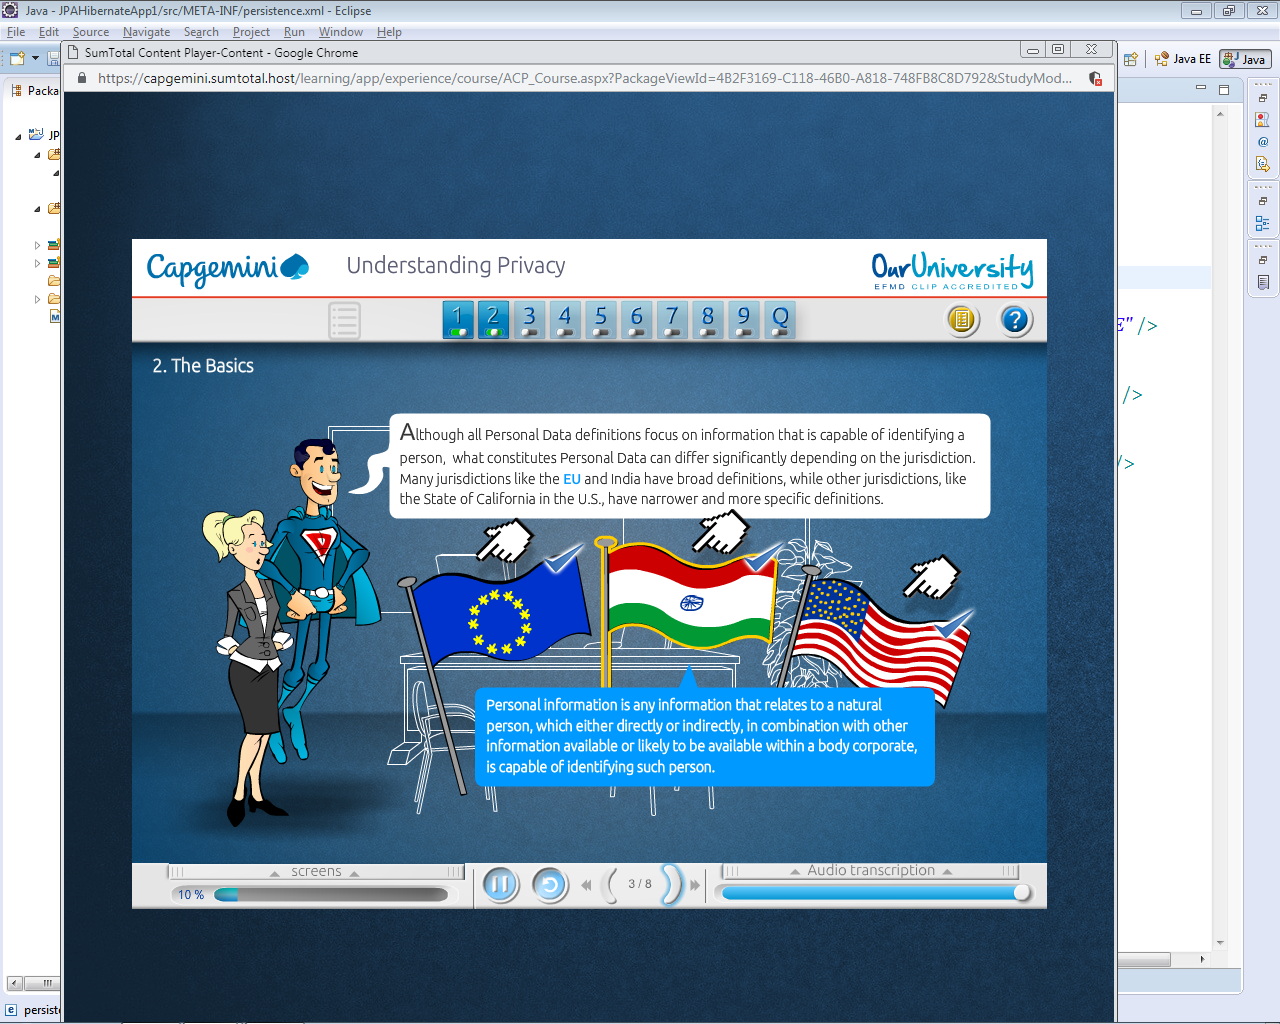 Java - JPAHibernateApp1/src/META-INF/persistence.xml - Eclipse
File Edit Source Navigate Search Project Run Window Help
SumTotal Content Player-Content - Google Chrome
https://capgemini.sumtotal.host/learning/app/experience/course/ACP_Course.aspx?PackageViewId=4B2F3169-C118-46B0-A818-748FB8C8D792&StudyMod...
Java EE
Java
Packa
JP
Capgemini
Understanding Privacy
OurUniversity
EFMD CLIP ACCREDITED
1 2 3 4 5 6 7 8 9 Q
?
E" />
/>
/>
2. The Basics
Although all Personal Data definitions focus on information that is capable of identifying a
person, what constitutes Personal Data can differ significantly depending on the jurisdiction.
Many jurisdictions like the EU and India have broad definitions, while other jurisdictions, like
the State of California in the U.S., have narrower and more specific definitions.
Personal information is any information that relates to a natural
person, which either directly or indirectly, in combination with other
information available or likely to be available within a body corporate,
is capable of identifying such person.
screens
10 %
3 / 8
Audio transcription
persiste